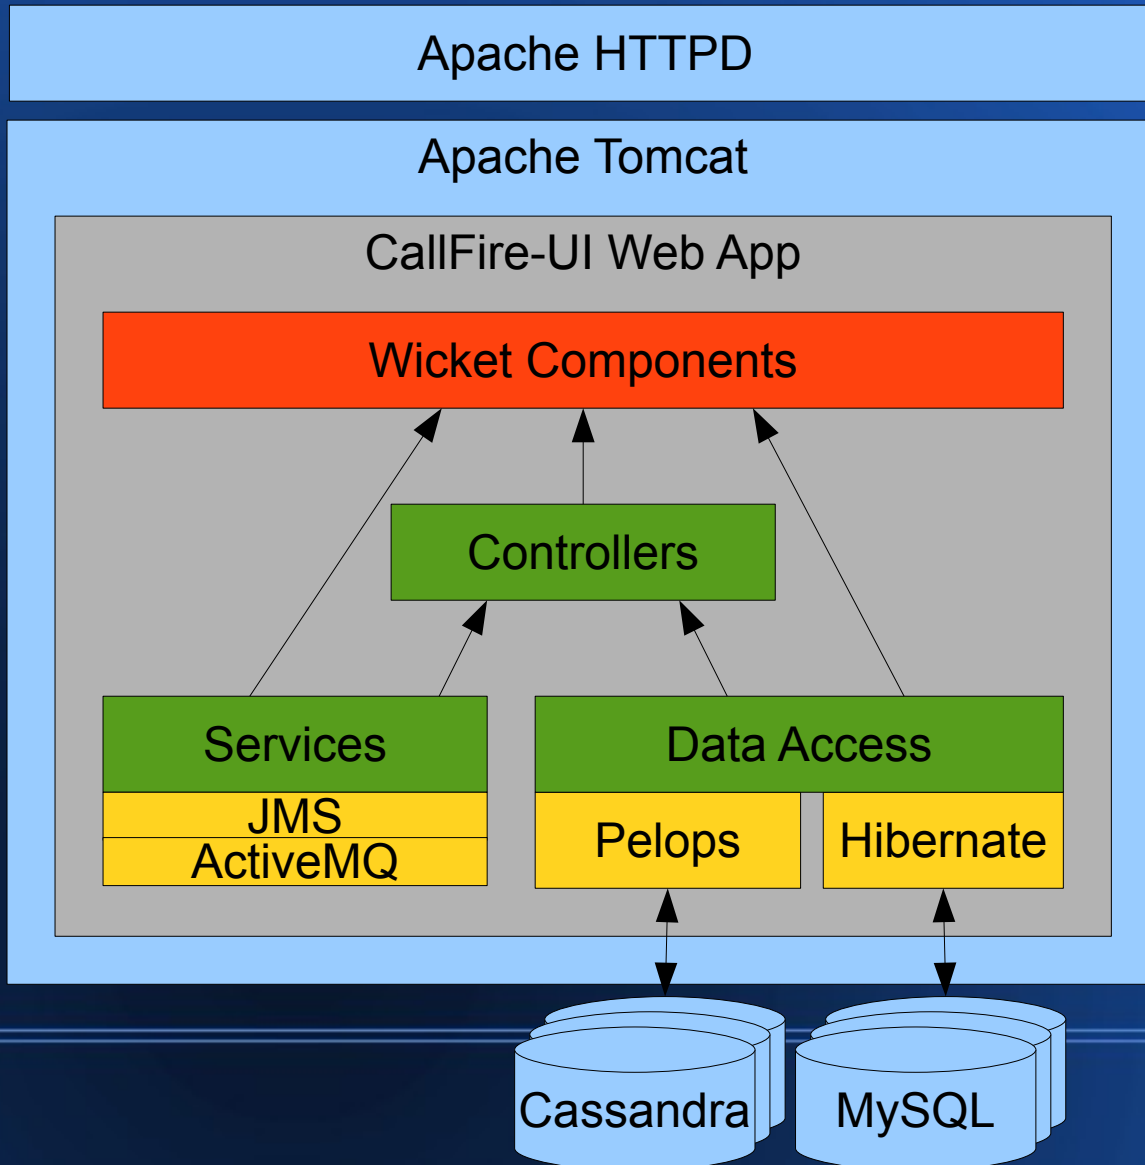 Apache HTTPD
Apache Tomcat
CallFire-UI Web App
Wicket Components
Controllers
Services
Data Access
JMS
ActiveMQ
Pelops
Hibernate
Cassandra
MySQL